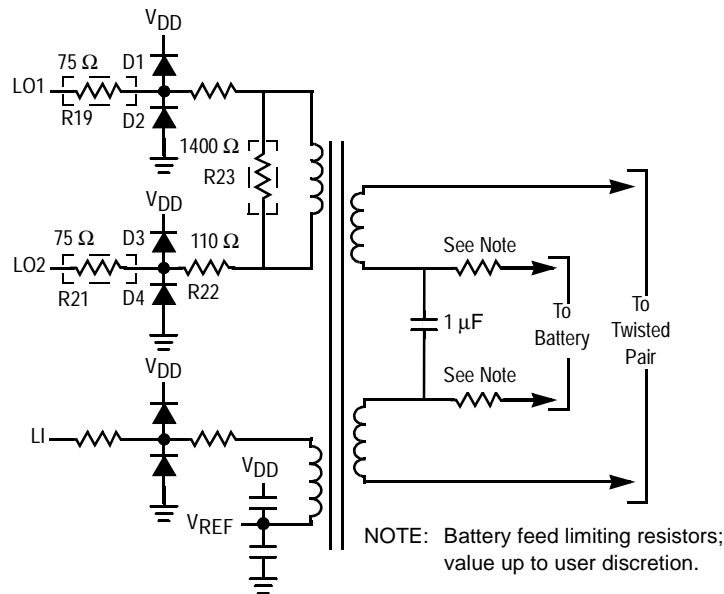 VDD
75 Ω
D1
LO1
R19
D2
1400 Ω
R23
VDD
75 Ω
D3
110 Ω
LO2
R21
D4
R22
See Note
1 μF
To
Battery
To
Twisted
Pair
See Note
VDD
LI
VDD
VREF
NOTE: Battery feed limiting resistors;
value up to user discretion.